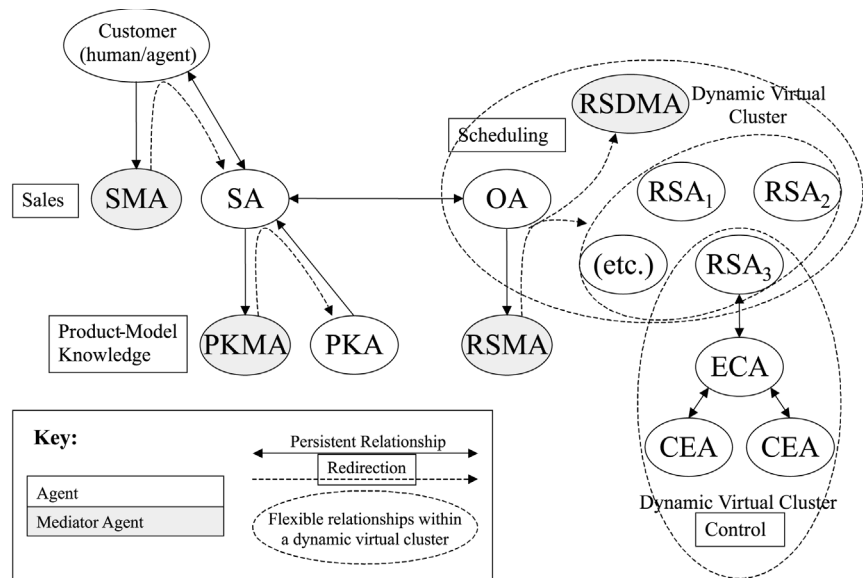 Customer
(human/agent)
RSDMA
Dynamic Virtual
Cluster
Scheduling
Sales
SMA
SA
OA
RSA1
RSA2
(etc.)
RSA3
Product-Model
Knowledge
PKMA
PKA
RSMA
ECA
CEA
CEA
Dynamic Virtual Cluster
Control
Key:
Persistent Relationship
Redirection
Agent
Mediator Agent
Flexible relationships within
a dynamic virtual cluster